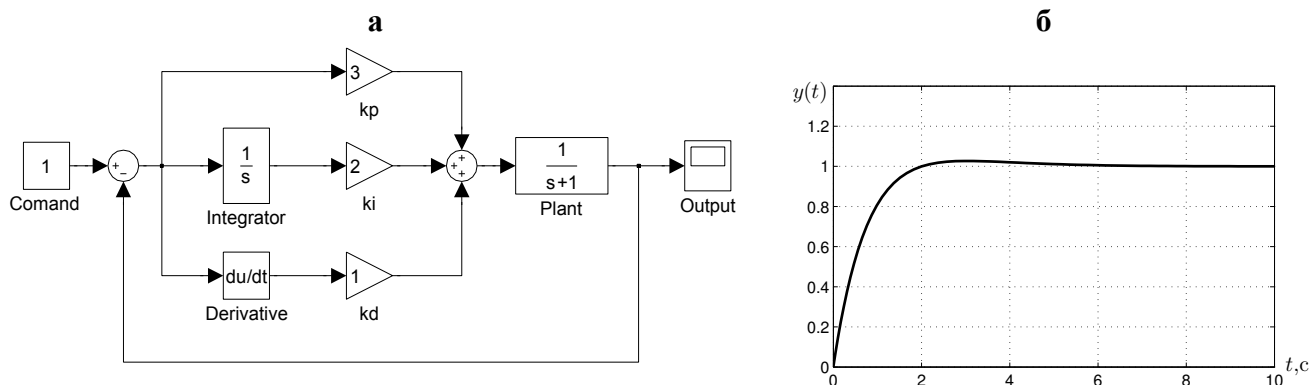 а
3
kp
1
Comand
+
−
1
s
Integrator
2
ki
+
+
+
1
s+1
Plant
Output
du/dt
Derivative
1
kd
б
y(t)
1.2
1
0.8
0.6
0.4
0.2
0
0 2 4 6 8 10
t,c